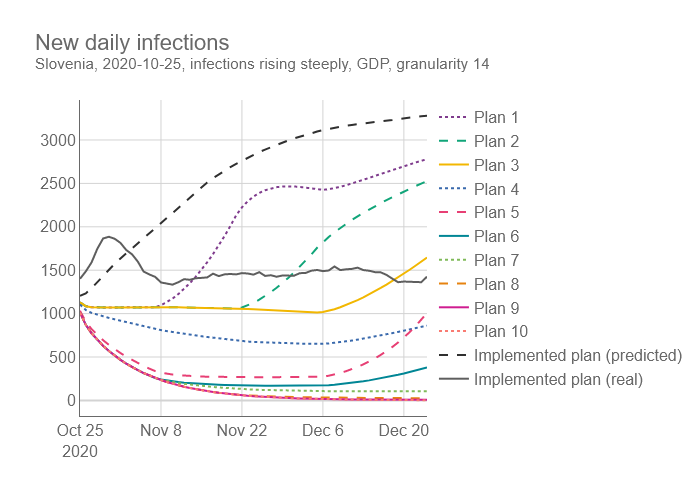 New daily infections
Slovenia, 2020-10-25, infections rising steeply, GDP, granularity 14
3000
2500
2000
1500
1000
500
0
Oct 25
2020
Nov 8
Nov 22
Dec 6
Dec 20
Plan 1
Plan 2
Plan 3
Plan 4
Plan 5
Plan 6
Plan 7
Plan 8
Plan 9
Plan 10
Implemented plan (predicted)
Implemented plan (real)